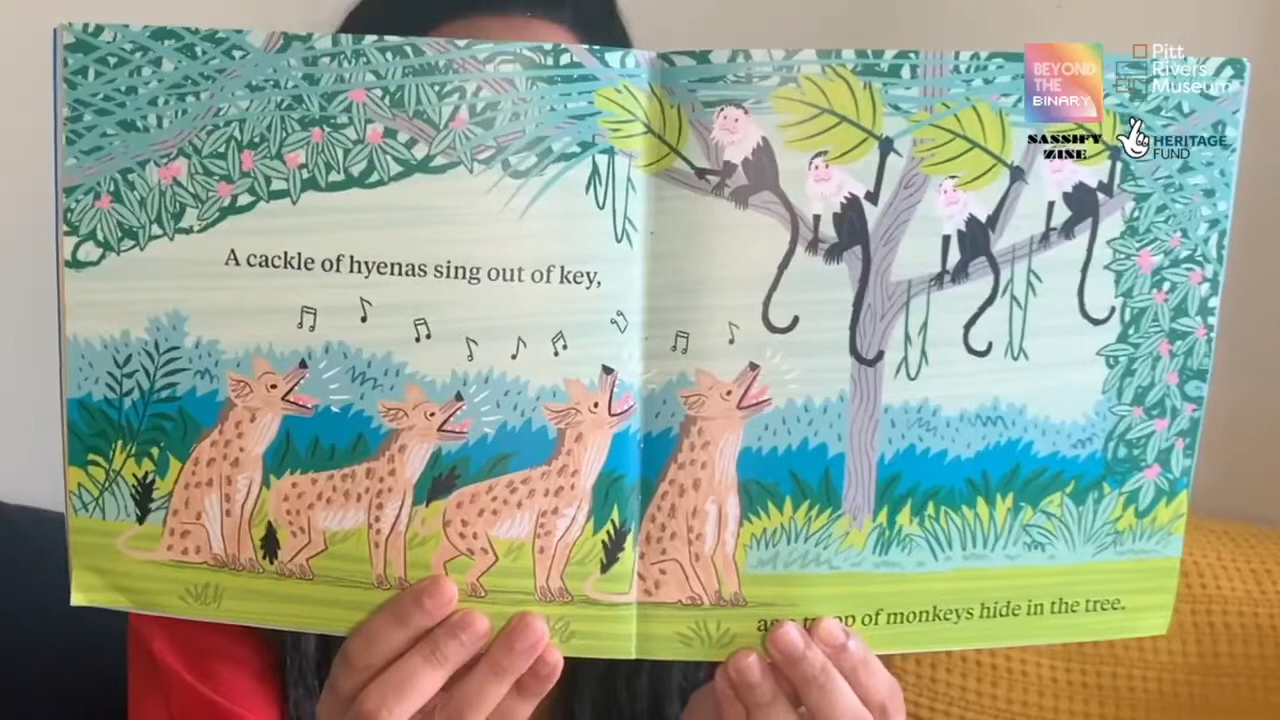 A cackle of hyenas sing out of key,
as a troop of monkeys hide in the tree.
BEYOND
THE
BINARY
Pitt
Rivers
Museum
SASSIFY
ZINE
HERITAGE
FUND